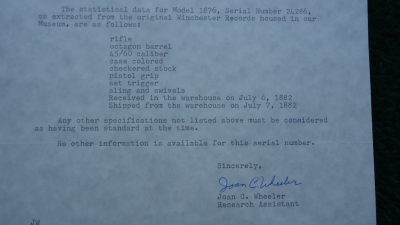 The statistical data for Model 1876, Serial Number 24266,
as extracted from the original Winchester Records housed in our
Museum, are as follows:
rifle
octagon barrel
45/60 caliber
case colored
checkered stock
pistol grip
set trigger
sling and swivels
Received in the warehouse on July 6, 1882
Shipped from the warehouse on July 7, 1882
Any other specifications not listed above must be considered
as having been standard at the time.
No other information is available for this serial number.
Sincerely,
Joan C. Wheeler
Joan C. Wheeler
Research Assistant
JW